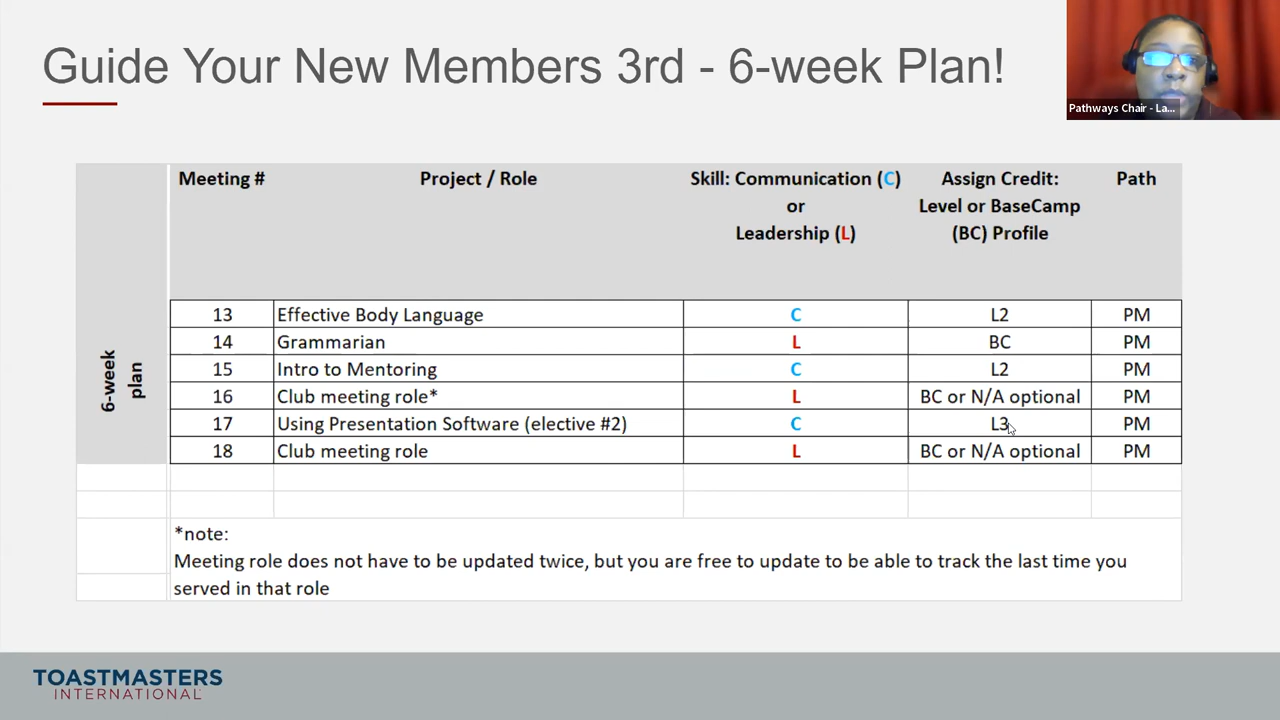 Guide Your New Members 3rd - 6-week Plan!
Pathways Chair - La...
Meeting # Project / Role Skill: Communication (C) or Leadership (L) Assign Credit: Level or BaseCamp (BC) Profile Path
6-week plan
13 Effective Body Language C L2 PM
14 Grammarian L BC PM
15 Intro to Mentoring C L2 PM
16 Club meeting role* L BC or N/A optional PM
17 Using Presentation Software (elective #2) C L3 PM
18 Club meeting role L BC or N/A optional PM
*note:
Meeting role does not have to be updated twice, but you are free to update to be able to track the last time you
served in that role
TOASTMASTERS
INTERNATIONAL